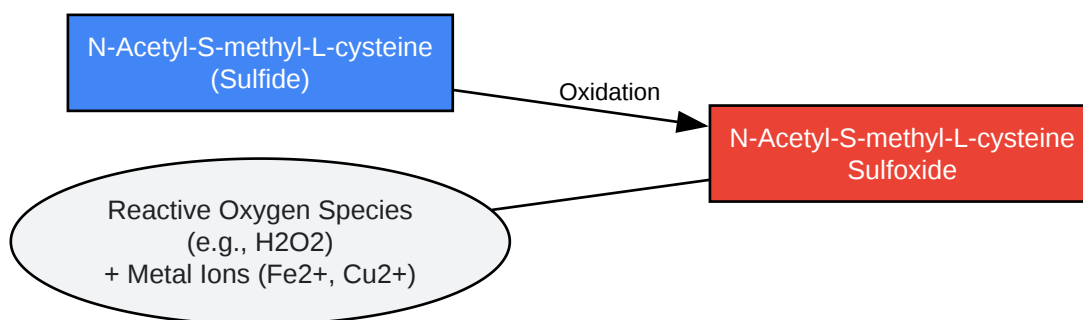 N-Acetyl-S-methyl-L-cysteine
(Sulfide)
Oxidation
N-Acetyl-S-methyl-L-cysteine
Sulfoxide
Reactive Oxygen Species
(e.g., H2O2)
+ Metal Ions (Fe2+, Cu2+)